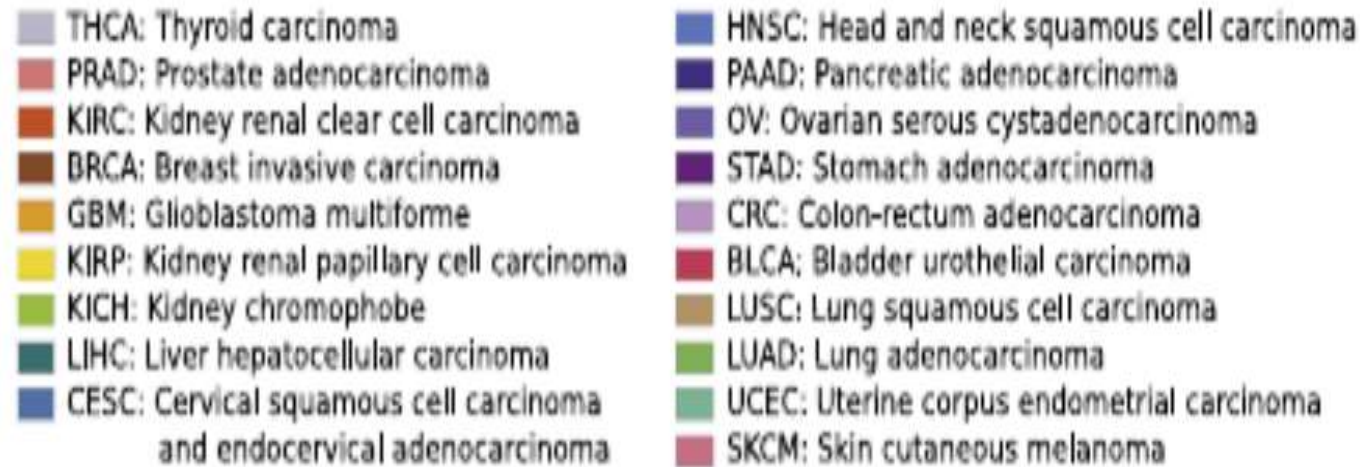 THCA: Thyroid carcinoma
PRAD: Prostate adenocarcinoma
KIRC: Kidney renal clear cell carcinoma
BRCA: Breast invasive carcinoma
GBM: Glioblastoma multiforme
KIRP: Kidney renal papillary cell carcinoma
KICH: Kidney chromophobe
LIHC: Liver hepatocellular carcinoma
CESC: Cervical squamous cell carcinoma
and endocervical adenocarcinoma
HNSC: Head and neck squamous cell carcinoma
PAAD: Pancreatic adenocarcinoma
OV: Ovarian serous cystadenocarcinoma
STAD: Stomach adenocarcinoma
CRC: Colon-rectum adenocarcinoma
BLCA: Bladder urothelial carcinoma
LUSC: Lung squamous cell carcinoma
LUAD: Lung adenocarcinoma
UCEC: Uterine corpus endometrial carcinoma
SKCM: Skin cutaneous melanoma